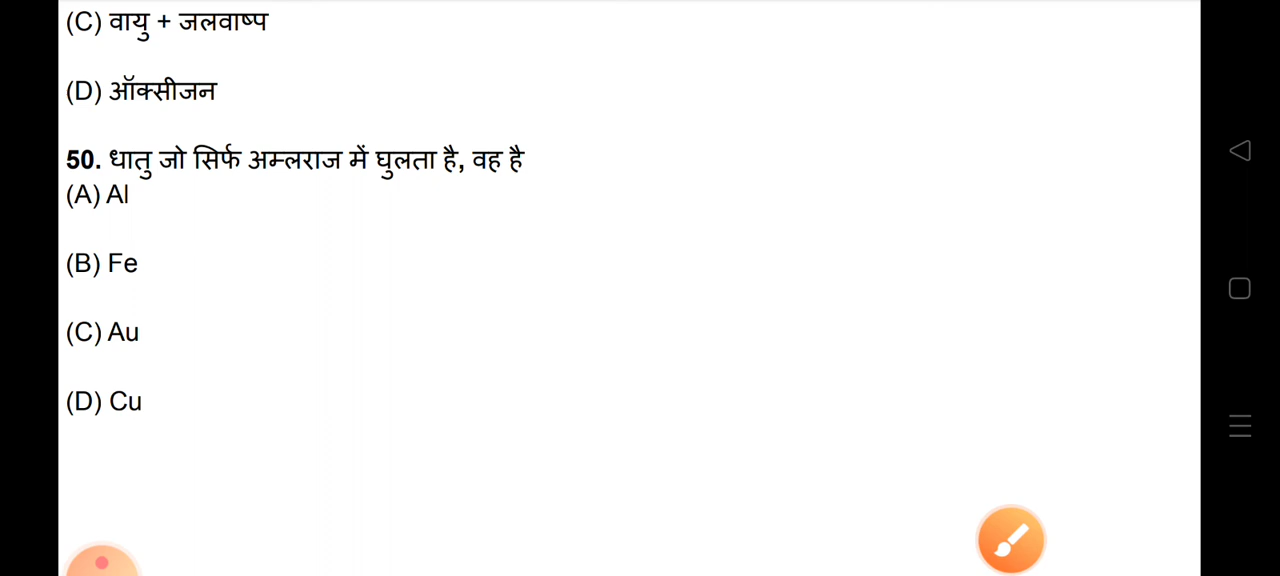 (C) वायु + जलवाष्प
(D) ऑक्सीजन
50. धातु जो सिर्फ अम्लराज में घुलता है, वह है
(A) Al
(B) Fe
(C) Au
(D) Cu